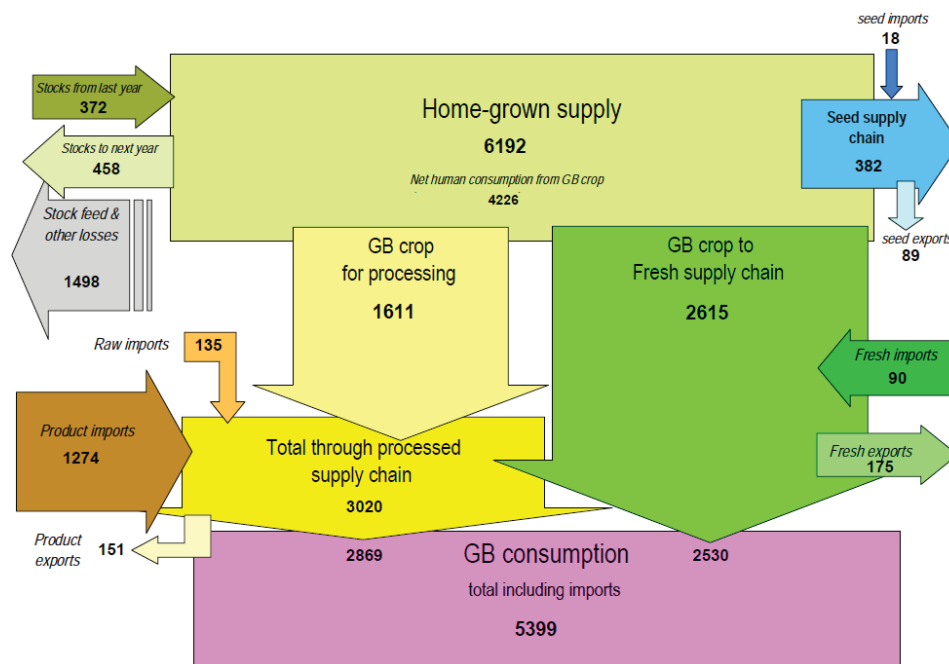 seed imports
18
Stocks from last year
372
Home-grown supply
6192
Net human consumption from GB crop
4226
Seed supply
chain
382
Stocks to next year
458
Stock feed &
other losses
1498
seed exports
89
GB crop
for processing
1611
GB crop to
Fresh supply chain
2615
Raw imports
135
Fresh imports
90
Product imports
1274
Total through processed
supply chain
3020
Fresh exports
175
Product
exports
151
2869
GB consumption
2530
total including imports
5399